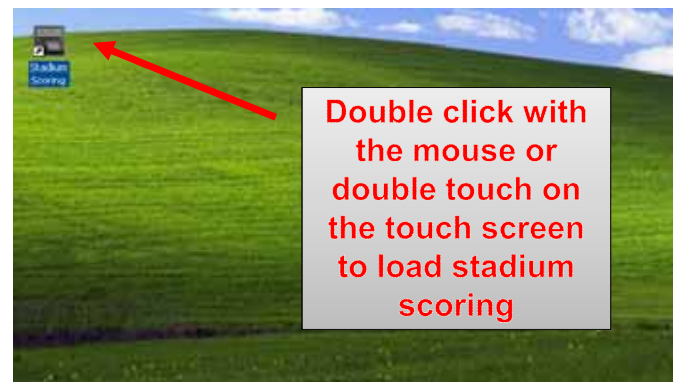 Stadium
Scoring
Double click with
the mouse or
double touch on
the touch screen
to load stadium
scoring